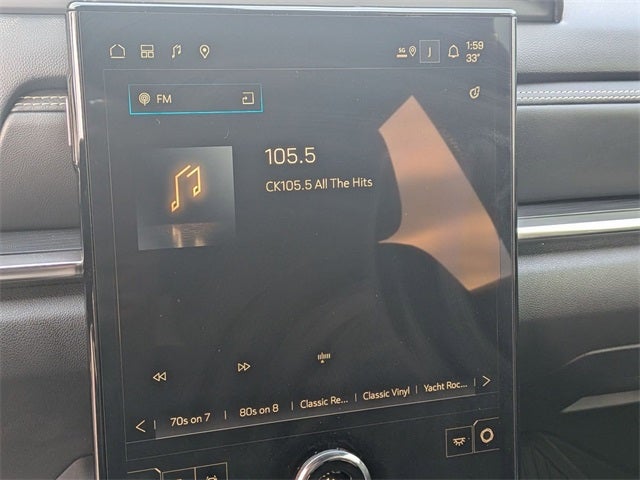 5G J 1:59
33°
FM
105.5
CK105.5 All The Hits
70s on 7 80s on 8 Classic Re... Classic Vinyl Yacht Roc...